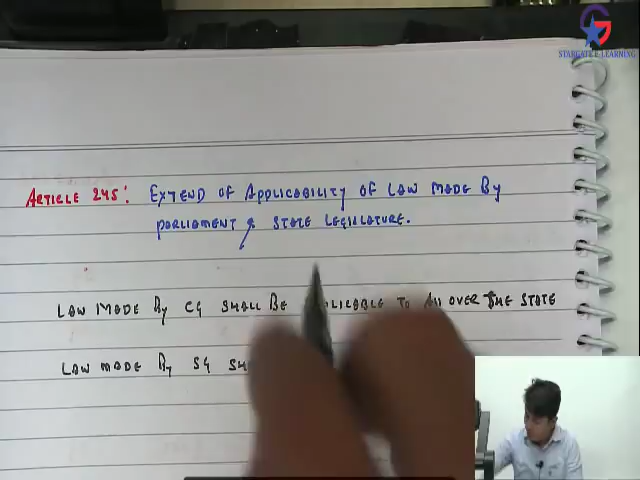 STARGATE LEARNING
ARTICLE 245: EXTEND OF APPLICABILITY OF LAW MADE By
PARLIAMENT & STATE LEGISLATURE.
LAW MADE By CG SHALL BE APPLICABLE TO All OVER THE STATE
LAW MADE By SG